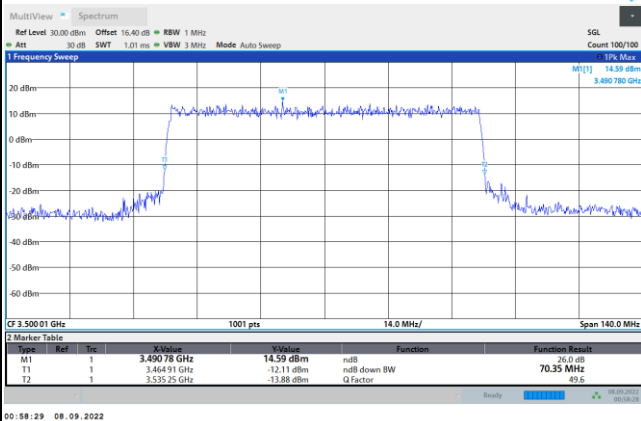 MultiView Spectrum
Ref Level 30.00 dBm Offset 16.40 dB RBW 1 MHz SGL
Att 30 dB SWT 1.01 ms VBW 3 MHz Mode Auto Sweep Count 100/100
1 Frequency Sweep 1Pk Max
M1[1] 14.59 dBm
3.490 780 GHz
20 dBm
M1
10 dBm
0 dBm
-10 dBm
T1 T2
-20 dBm
-30 dBm
-40 dBm
-50 dBm
-60 dBm
CF 3.500 01 GHz 1001 pts 14.0 MHz/ Span 140.0 MHz
2 Marker Table
Type Ref Trc X-Value Y-Value Function Function Result
M1 1 3.490 78 GHz 14.59 dBm ndB 26.0 dB
T1 1 3.464 91 GHz -12.11 dBm ndB down BW 70.35 MHz
T2 1 3.535 25 GHz -13.88 dBm Q Factor 49.6
Ready 08.09.2022
00:58:28
00:58:29 08.09.2022